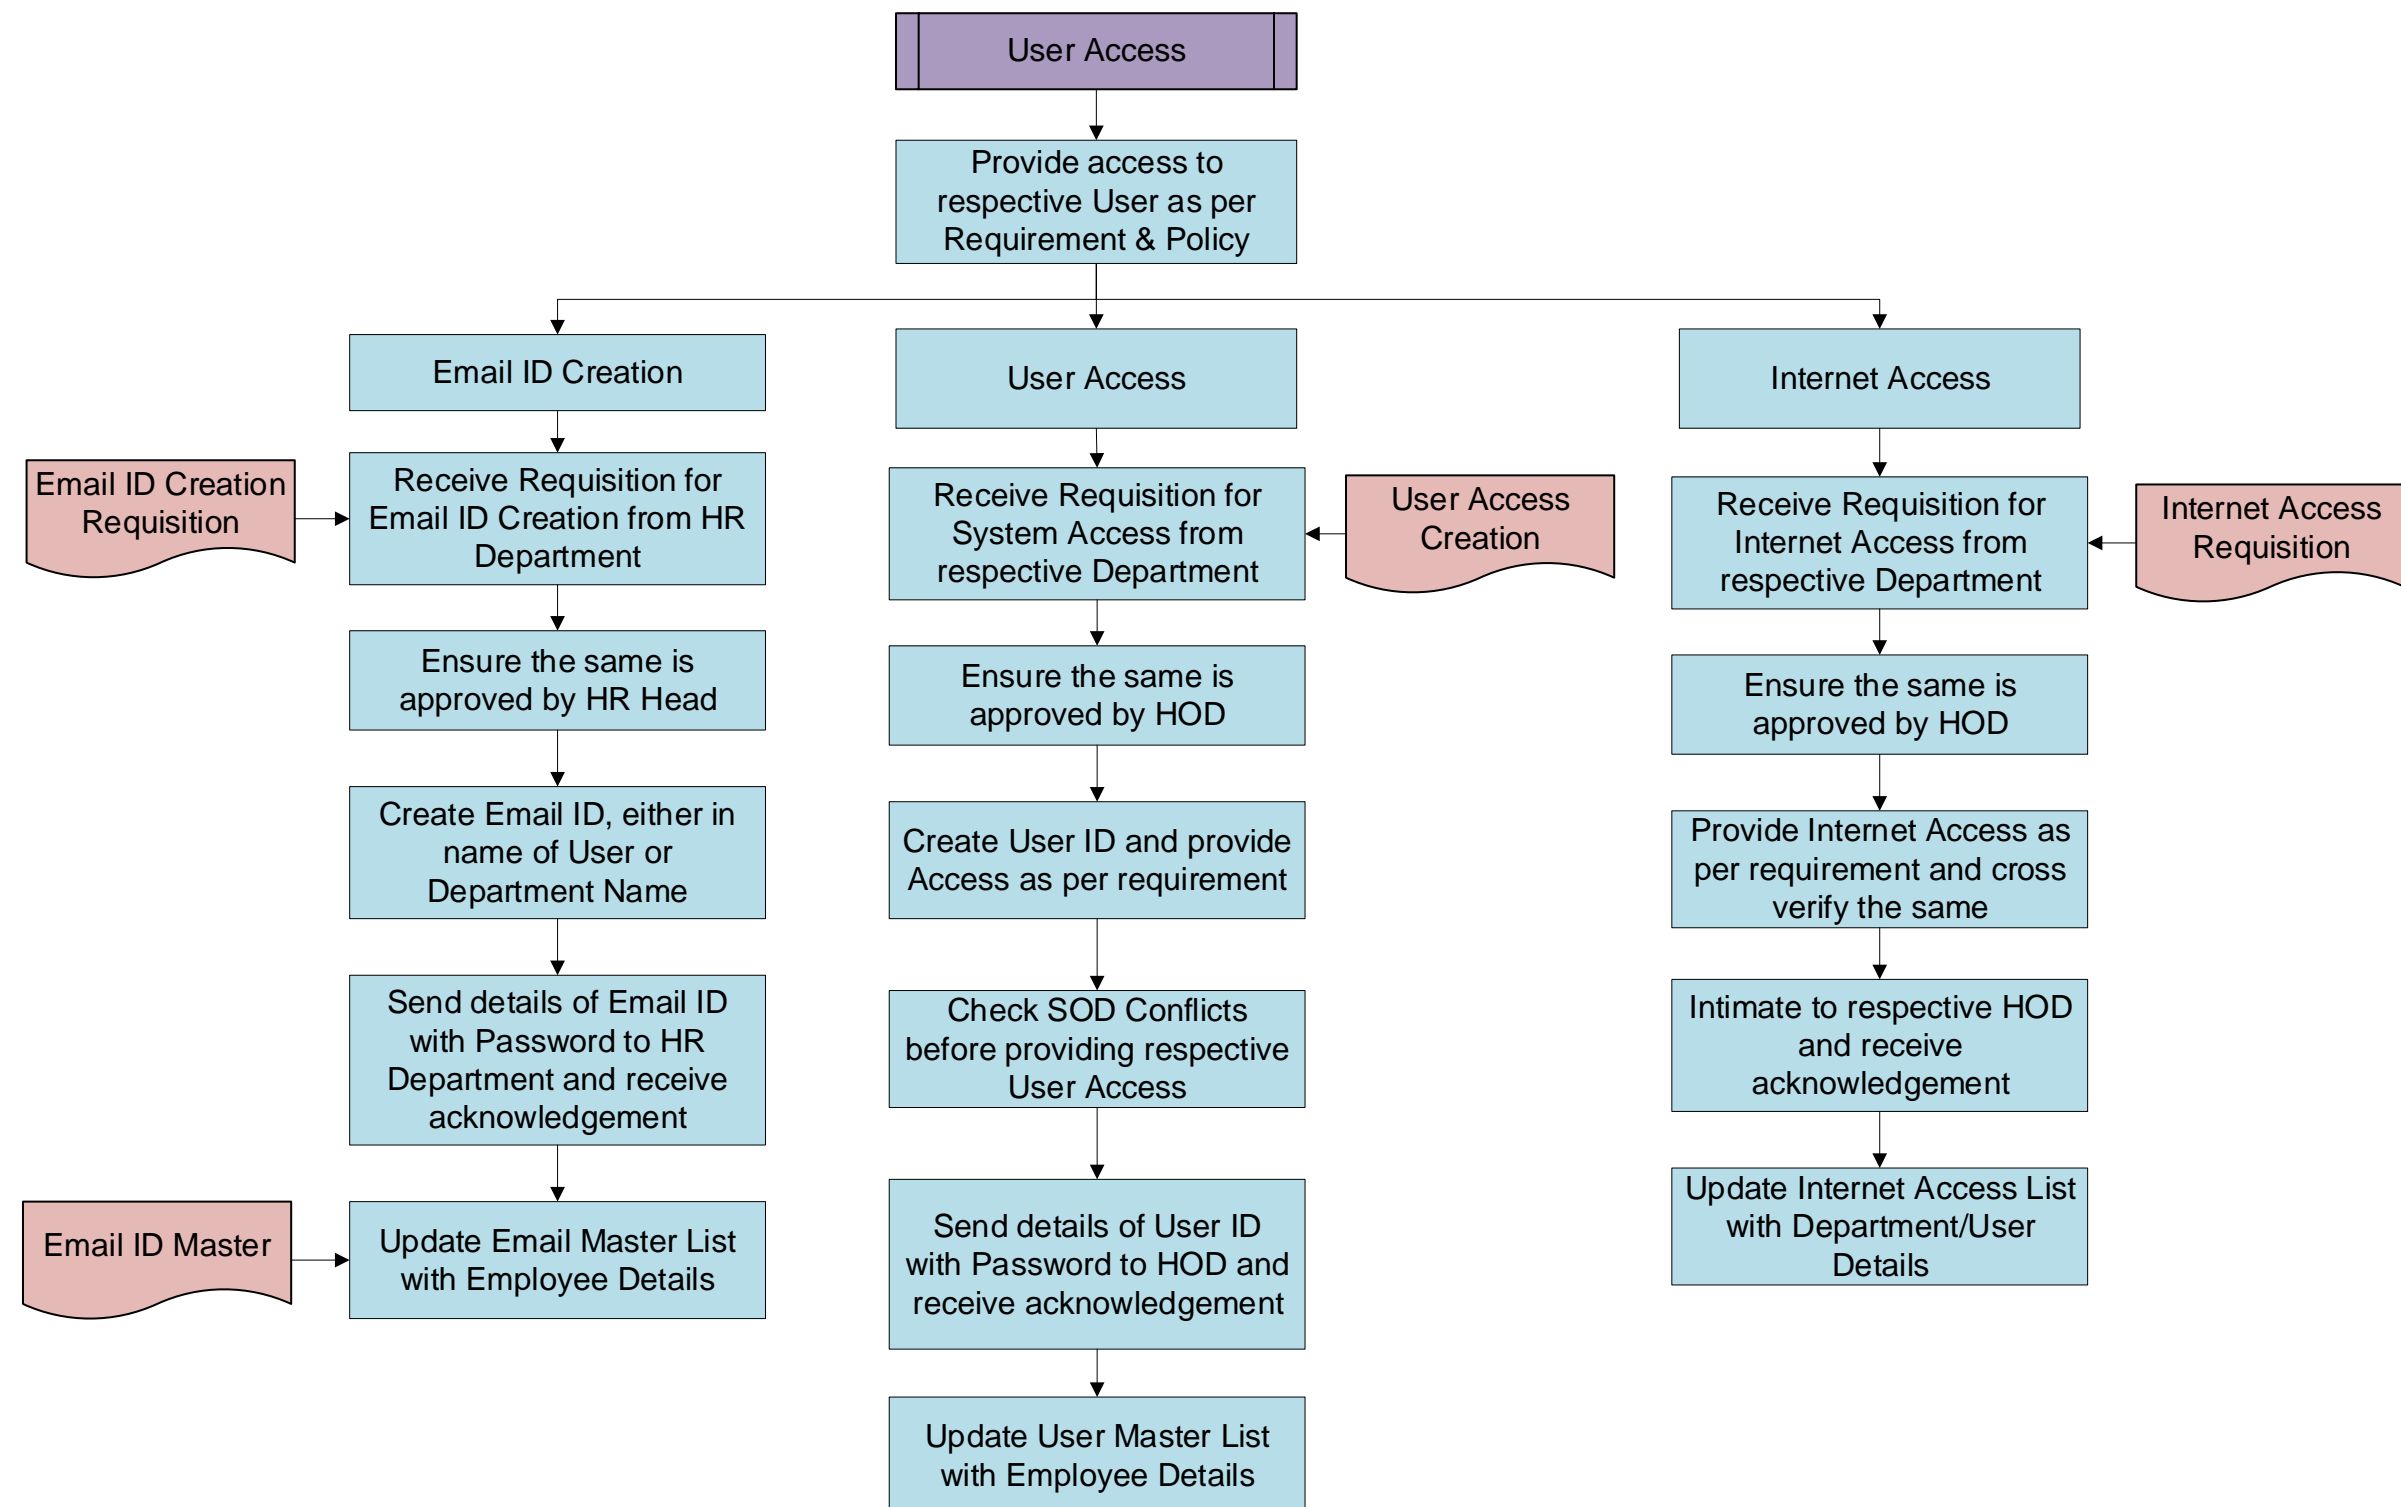 User Access
Provide access to
respective User as per
Requirement & Policy
Email ID Creation
User Access
Internet Access
Email ID Creation
Requisition
Receive Requisition for
Email ID Creation from HR
Department
Receive Requisition for
System Access from
respective Department
User Access
Creation
Receive Requisition for
Internet Access from
respective Department
Internet Access
Requisition
Ensure the same is
approved by HR Head
Ensure the same is
approved by HOD
Ensure the same is
approved by HOD
Create Email ID, either in
name of User or
Department Name
Create User ID and provide
Access as per requirement
Provide Internet Access as
per requirement and cross
verify the same
Send details of Email ID
with Password to HR
Department and receive
acknowledgement
Check SOD Conflicts
before providing respective
User Access
Intimate to respective HOD
and receive
acknowledgement
Email ID Master
Update Email Master List
with Employee Details
Send details of User ID
with Password to HOD and
receive acknowledgement
Update Internet Access List
with Department/User
Details
Update User Master List
with Employee Details